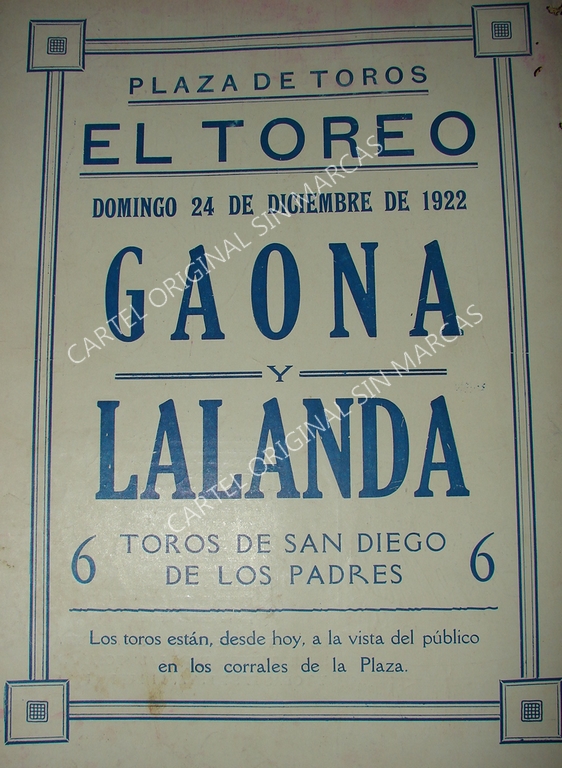 PLAZA DE TOROS
EL TOREO
DOMINGO 24 DE DICIEMBRE DE 1922
GAONA
Y
LALANDA
6 TOROS DE SAN DIEGO 6
DE LOS PADRES
Los toros están, desde hoy, a la vista del público
en los corrales de la Plaza.
CARTEL ORIGINAL SIN MARCAS
CARTEL ORIGINAL SIN MARCAS